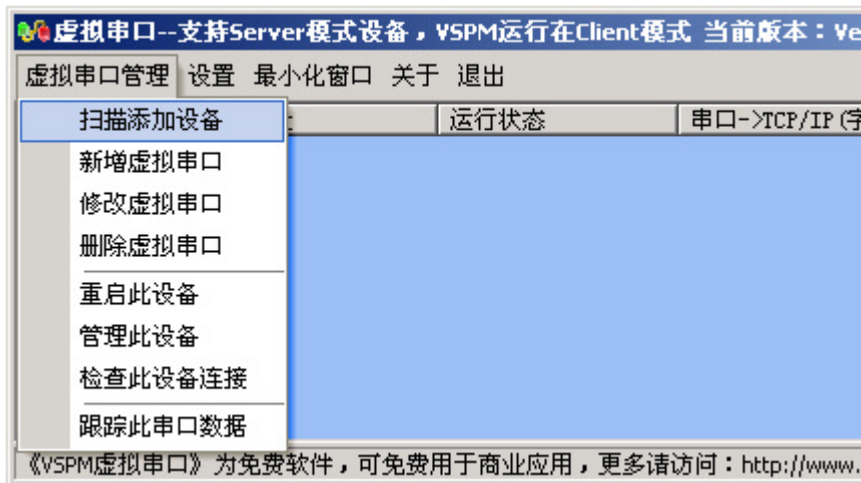 虚拟串口--支持Server模式设备，VSPM运行在Client模式 当前版本：Ve
虚拟串口管理 设置 最小化窗口 关于 退出
扫描添加设备 运行状态 串口->TCP/IP(字
新增虚拟串口
修改虚拟串口
删除虚拟串口
重启此设备
管理此设备
检查此设备连接
跟踪此串口数据
《VSPM虚拟串口》为免费软件，可免费用于商业应用，更多请访问：http://www.